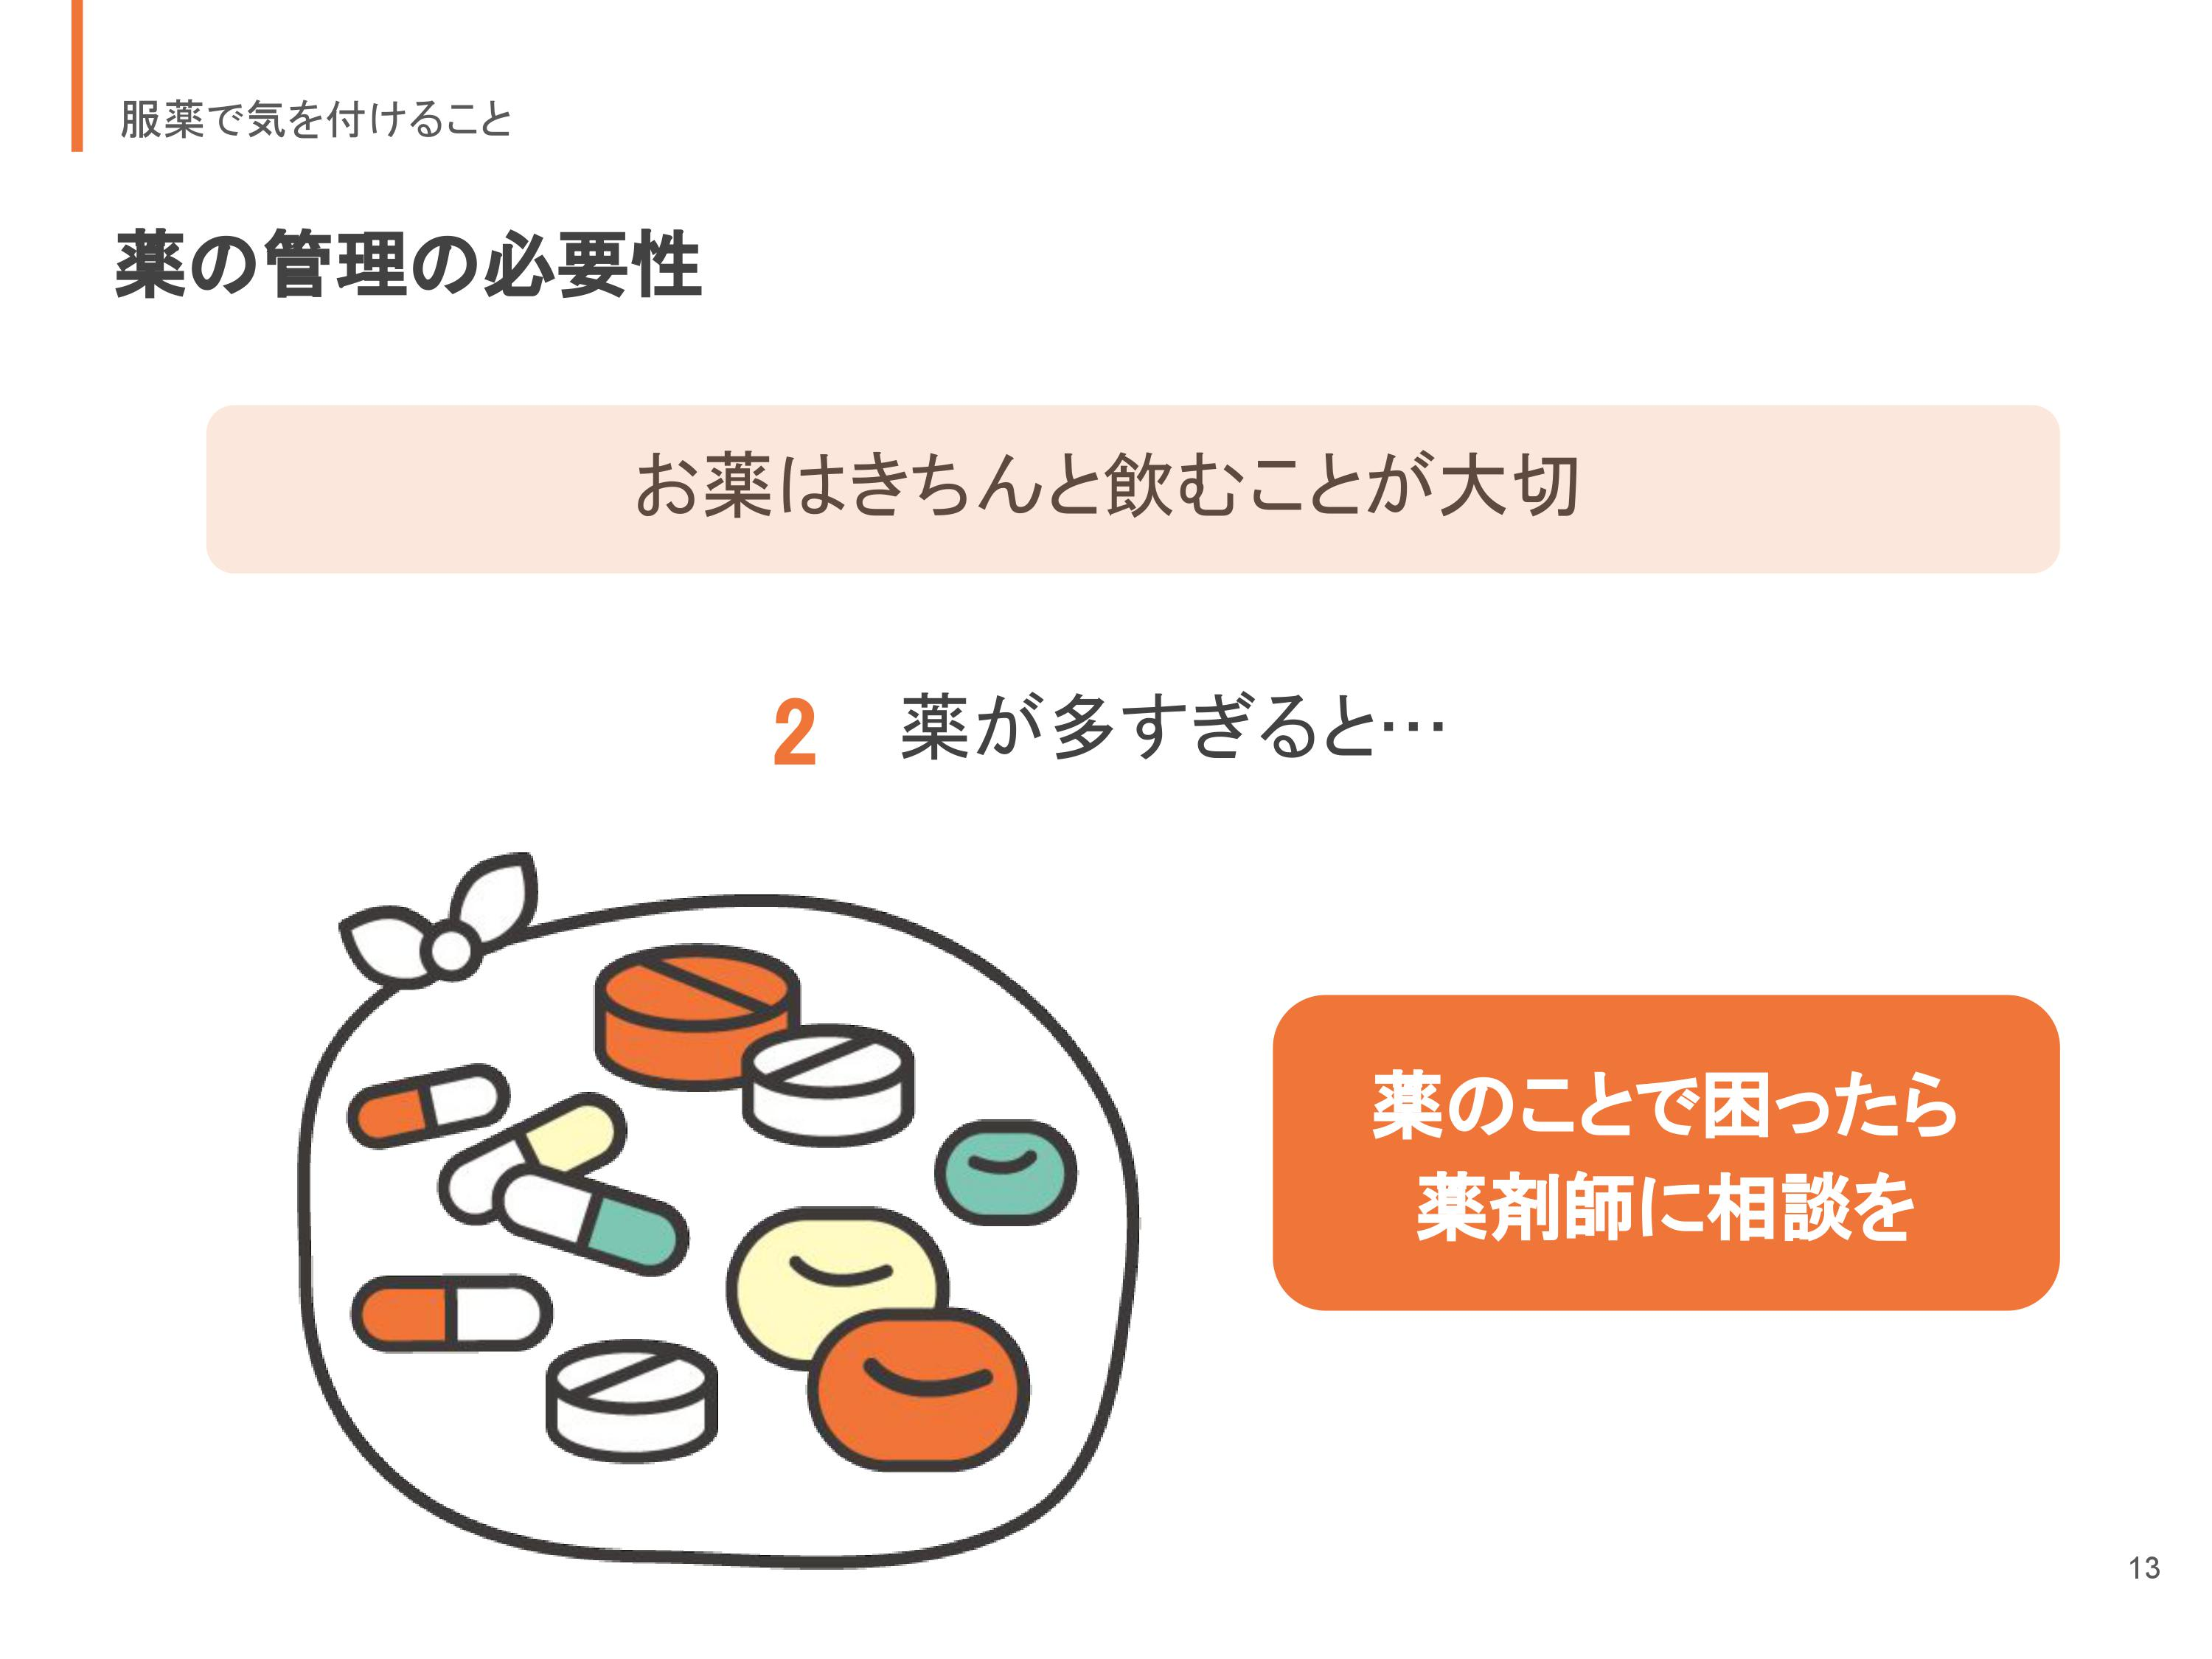 服薬で気を付けること
薬の管理の必要性
お薬はきちんと飲むことが大切
2 薬が多すぎると…
薬のことで困ったら
薬剤師に相談を
13